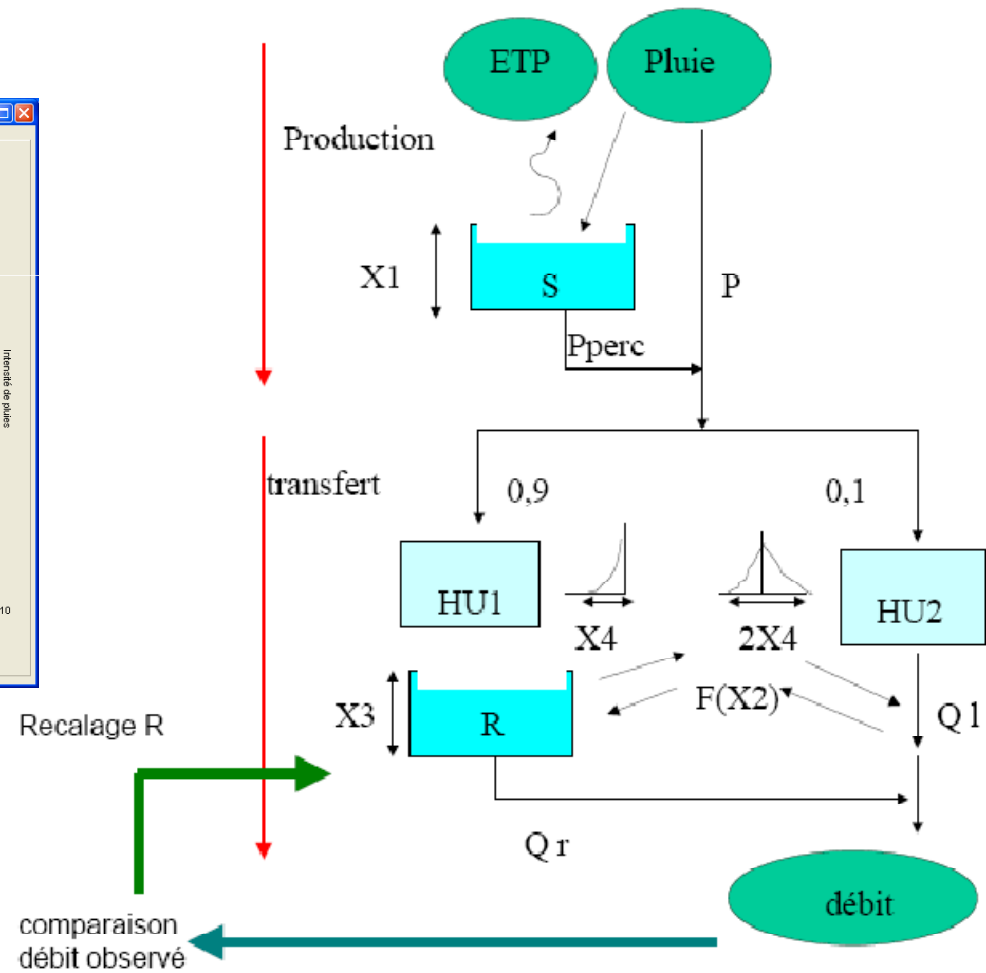 ETP
Pluie
Production
X1
S
P
Pperc
Intensité de pluies
transfert
0,9
0,1
HU1
X4
2X4
HU2
10
X3
R
F(X2)
Q l
Recalage R
Q r
débit
comparaison
débit observé